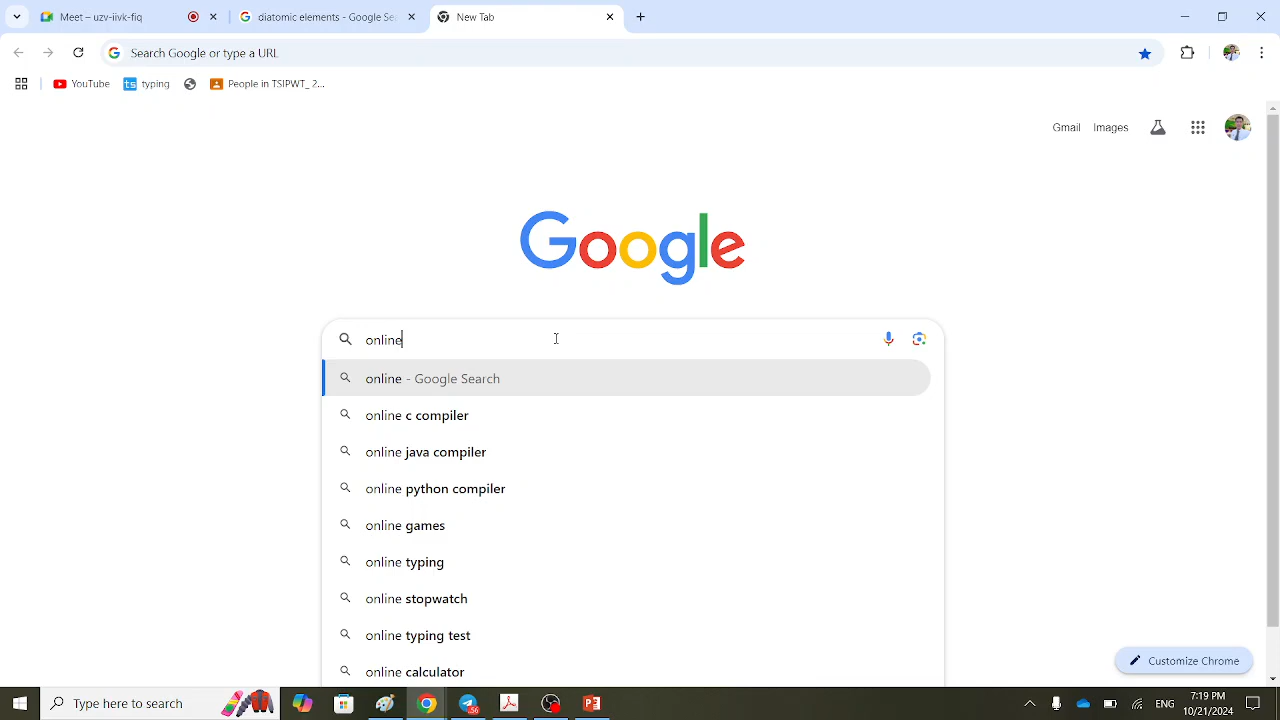 Meet – uzv-iivk-fiq
diatomic elements - Google Se
New Tab
Search Google or type a URL
YouTube
ts typing
People in TSIPWT_ 2...
Gmail
Images
Google
online
online - Google Search
online c compiler
online java compiler
online python compiler
online games
online typing
online stopwatch
online typing test
online calculator
Customize Chrome
Type here to search
ENG
7:19 PM
10/21/2024